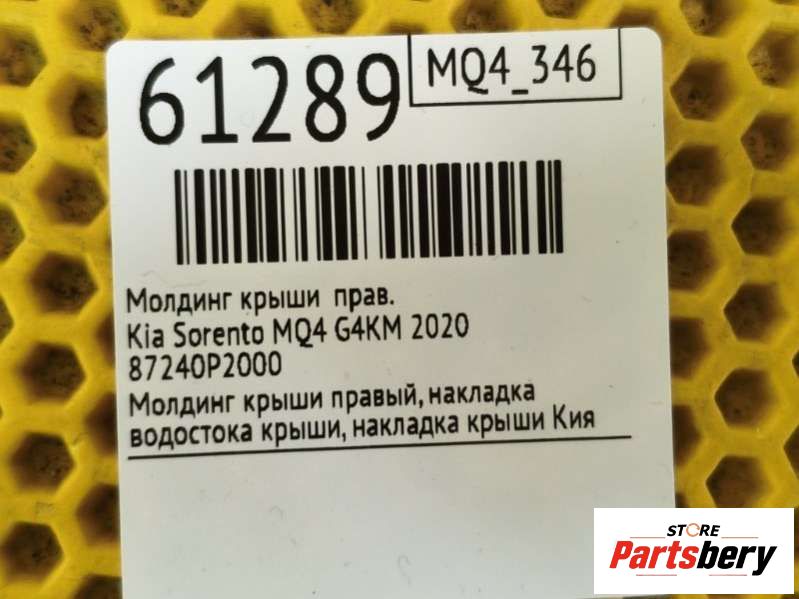 61289
MQ4_346
Молдинг крыши прав.
Kia Sorento MQ4 G4KM 2020
87240P2000
Молдинг крыши правый, накладка
водостока крыши, накладка крыши Кия
STORE
Partsbery